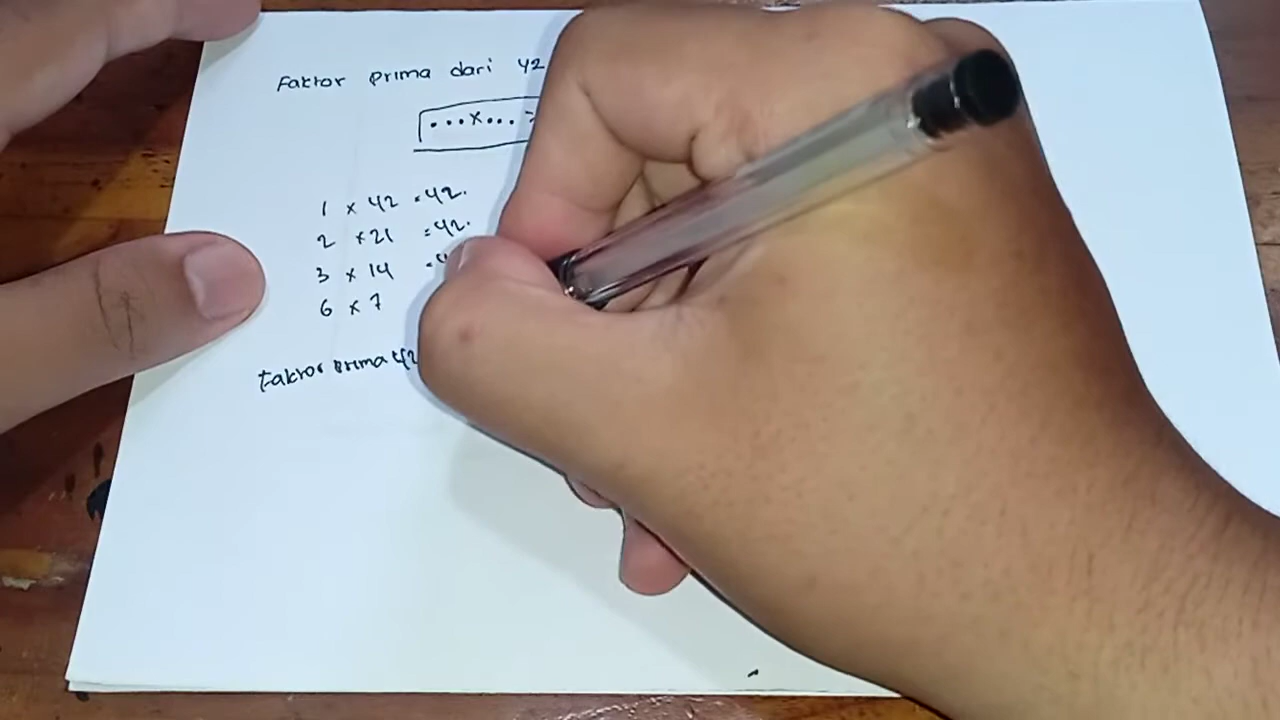 Faktor prima dari 42
...x...
1 x 42 = 42.
2 x 21 = 42.
3 x 14 =
6 x 7
Faktor prima 42